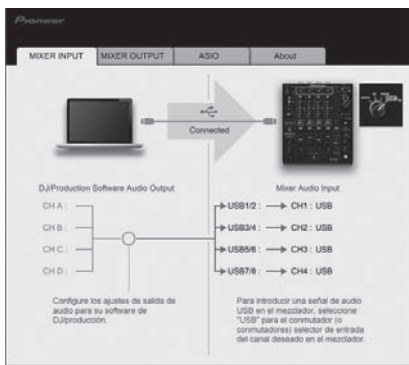 Pioneer
MIXER INPUT
MIXER OUTPUT
ASIO
About
Connected
DJ/Production Software Audio Output
Mixer Audio Input
CH A :
CH B :
CH C :
CH D :
USB1/2 : CH1 : USB
USB3/4 : CH2 : USB
USB5/6 : CH3 : USB
USB7/8 : CH4 : USB
Configure los ajustes de salida de
audio para su software de
DJ/producción.
Para introducir una señal de audio
USB en el mezclador, seleccione
"USB" para el conmutador (o
conmutadores) selector de entrada
del canal deseado en el mezclador.